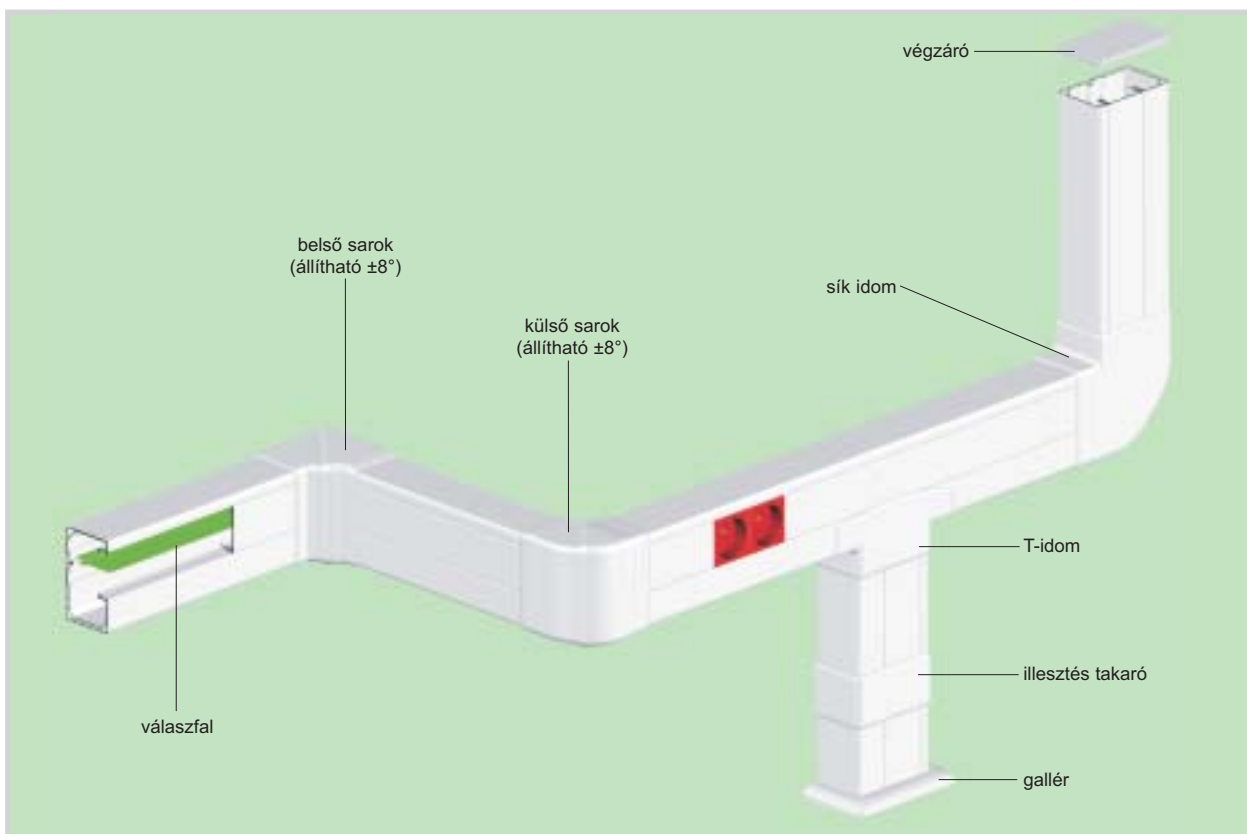 végzáró
belső sarok
(állítható ±8°)
sík idom
külső sarok
(állítható ±8°)
T-idom
illesztés takaró
válaszfal
gallér